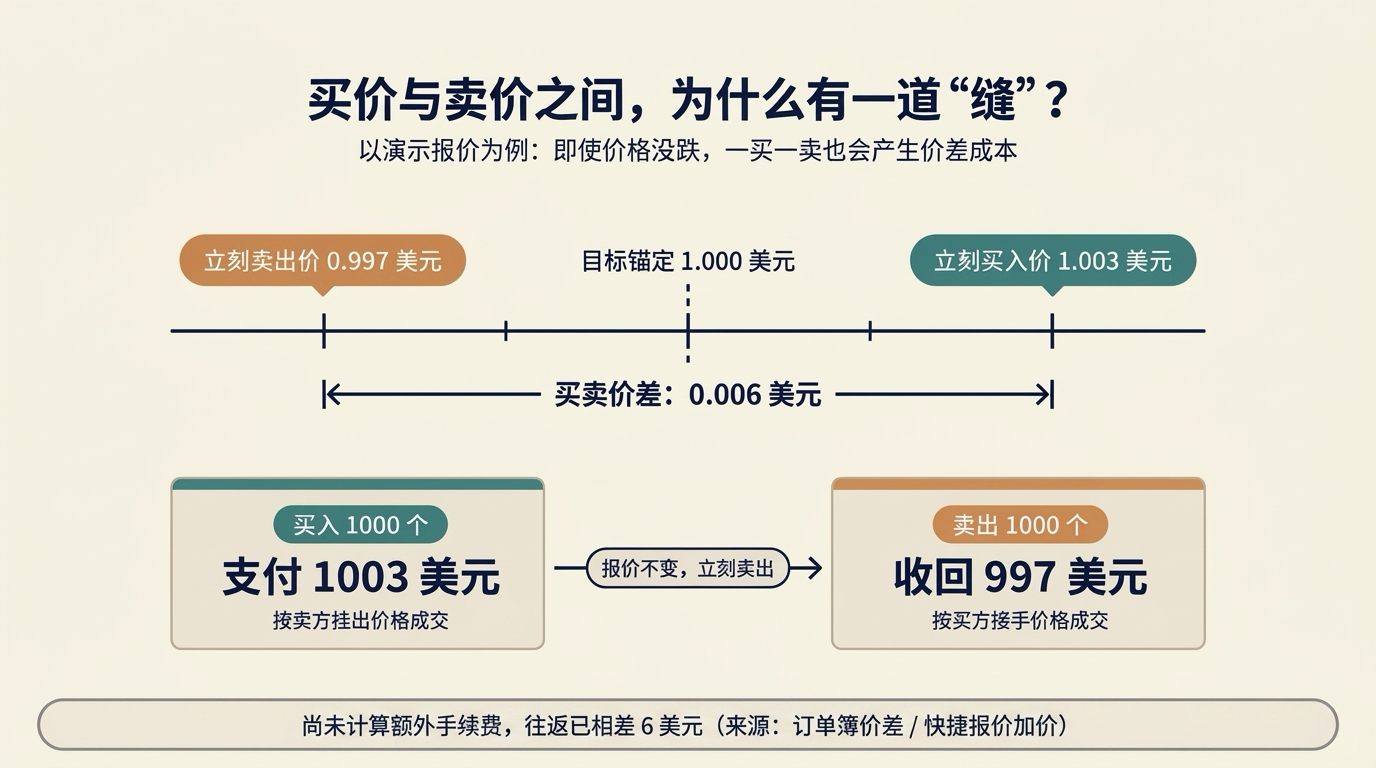 买价与卖价之间，为什么有一道“缝”？
以演示报价为例：即使价格没跌，一买一卖也会产生价差成本
立刻卖出价 0.997 美元
目标锚定 1.000 美元
立刻买入价 1.003 美元
买卖价差：0.006 美元
买入 1000 个
支付 1003 美元
按卖方挂出价格成交
报价不变，立刻卖出
卖出 1000 个
收回 997 美元
按买方接手价格成交
尚未计算额外手续费，往返已相差 6 美元（来源：订单簿价差 / 快捷报价加价）